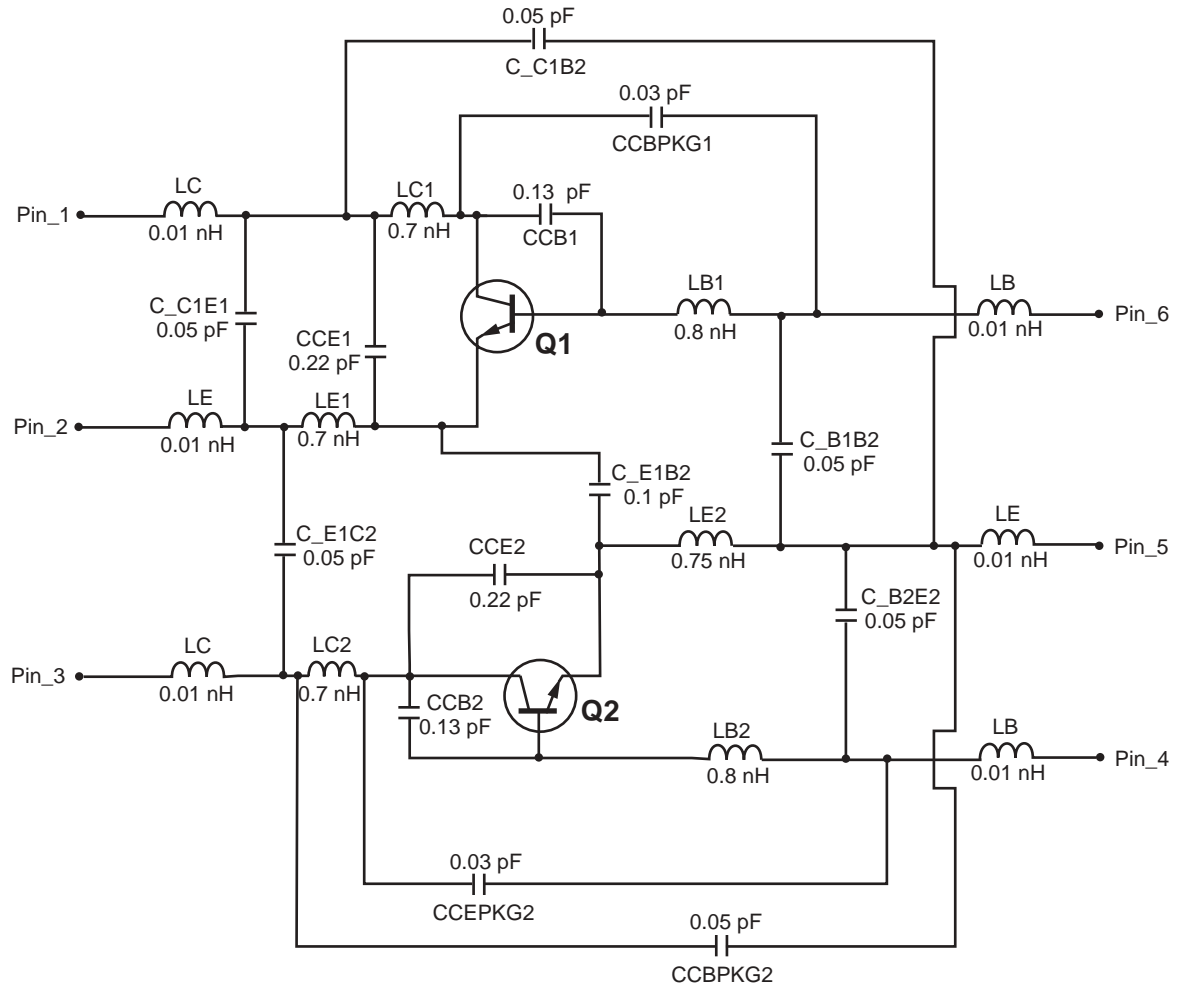 0.05 pF
C_C1B2
0.03 pF
CCBPKG1
LC
0.01 nH
LC1
0.7 nH
0.13 pF
CCB1
Pin_1
C_C1E1
0.05 pF
CCE1
0.22 pF
Q1
LB1
0.8 nH
LB
0.01 nH
Pin_6
Pin_2
LE
0.01 nH
LE1
0.7 nH
C_B1B2
0.05 pF
C_E1B2
0.1 pF
C_E1C2
0.05 pF
CCE2
0.22 pF
LE2
0.75 nH
LE
0.01 nH
Pin_5
C_B2E2
0.05 pF
Pin_3
LC
0.01 nH
LC2
0.7 nH
CCB2
0.13 pF
Q2
LB2
0.8 nH
LB
0.01 nH
Pin_4
0.03 pF
CCEPKG2
0.05 pF
CCBPKG2